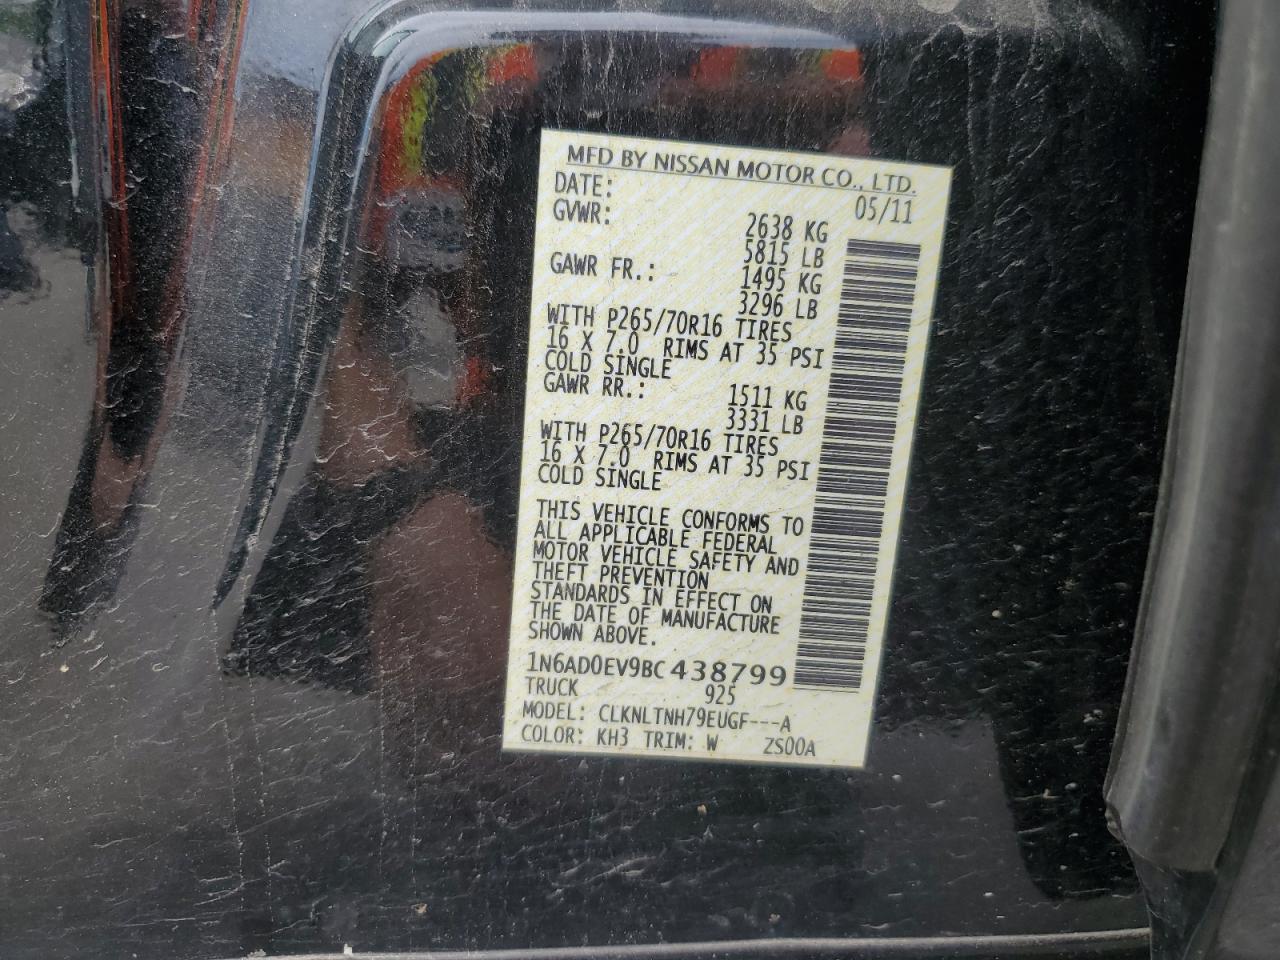 MFD BY NISSAN MOTOR CO., LTD.
DATE: 05/11
GVWR: 2638 KG
5815 LB
GAWR FR.: 1495 KG
3296 LB
WITH P265/70R16 TIRES
16 X 7.0 RIMS AT 35 PSI
COLD SINGLE
GAWR RR.: 1511 KG
3331 LB
WITH P265/70R16 TIRES
16 X 7.0 RIMS AT 35 PSI
COLD SINGLE
THIS VEHICLE CONFORMS TO
ALL APPLICABLE FEDERAL
MOTOR VEHICLE SAFETY AND
THEFT PREVENTION
STANDARDS IN EFFECT ON
THE DATE OF MANUFACTURE
SHOWN ABOVE.
1N6AD0EV9BC438799
TRUCK 925
MODEL: CLKNLTNH79EUGF---A
COLOR: KH3 TRIM: W ZS00A